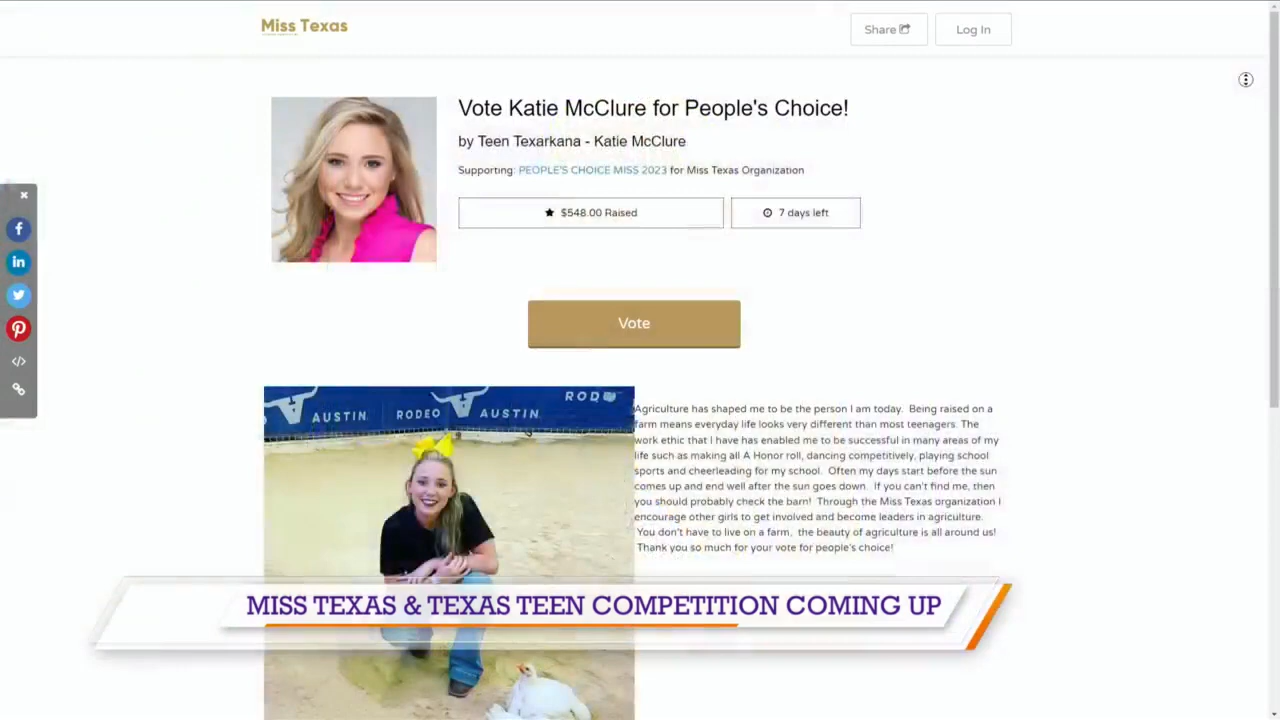 Miss Texas
Share
Log In
Vote Katie McClure for People's Choice!
by Teen Texarkana - Katie McClure
Supporting: PEOPLE'S CHOICE MISS 2023 for Miss Texas Organization
$548.00 Raised
7 days left
Vote
RODEO
AUSTIN
RODEO
AUSTIN
Agriculture has shaped me to be the person I am today. Being raised on a
farm means everyday life looks very different than most teenagers. The
work ethic that I have has enabled me to be successful in many areas of my
life such as making all A Honor roll, dancing competitively, playing school
sports and cheerleading for my school. Often my days start before the sun
comes up and end well after the sun goes down. If you can't find me, then
you should probably check the barn! Through the Miss Texas organization I
encourage other girls to get involved and become leaders in agriculture.
You don't have to live on a farm, the beauty of agriculture is all around us!
Thank you so much for your vote for people's choice!
MISS TEXAS & TEXAS TEEN COMPETITION COMING UP